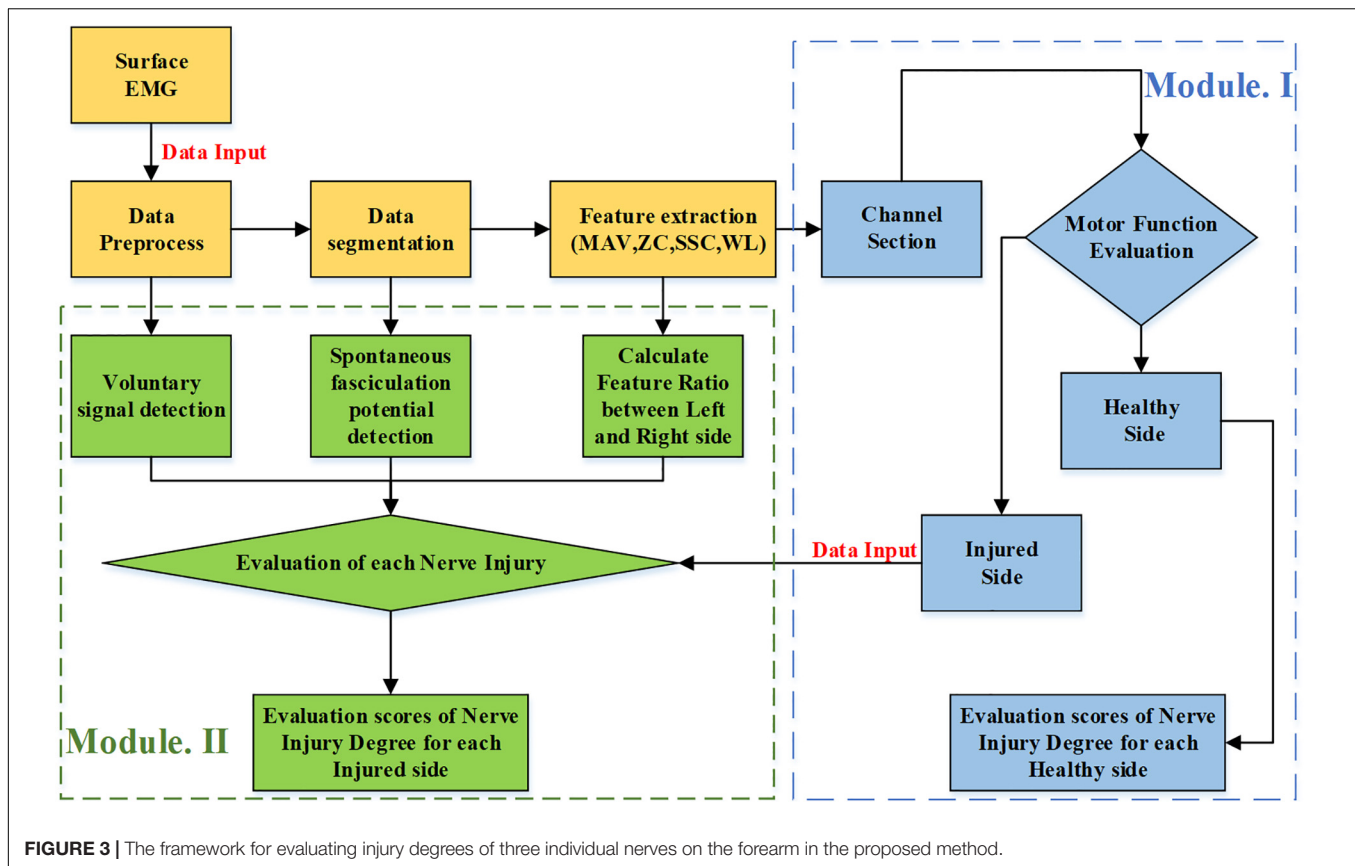 Surface
EMG
Data Input
Module. I
Data
Preprocess
Data
segmentation
Feature extraction
(MAV,ZC,SSC,WL)
Channel
Section
Motor Function
Evaluation
Voluntary
signal detection
Spontaneous
fasciculation
potential
detection
Calculate
Feature Ratio
between Left
and Right side
Healthy
Side
Evaluation of each Nerve Injury
Data Input
Injured
Side
Module. II
Evaluation scores of Nerve
Injury Degree for each
Injured side
Evaluation scores of Nerve
Injury Degree for each
Healthy side
FIGURE 3 | The framework for evaluating injury degrees of three individual nerves on the forearm in the proposed method.